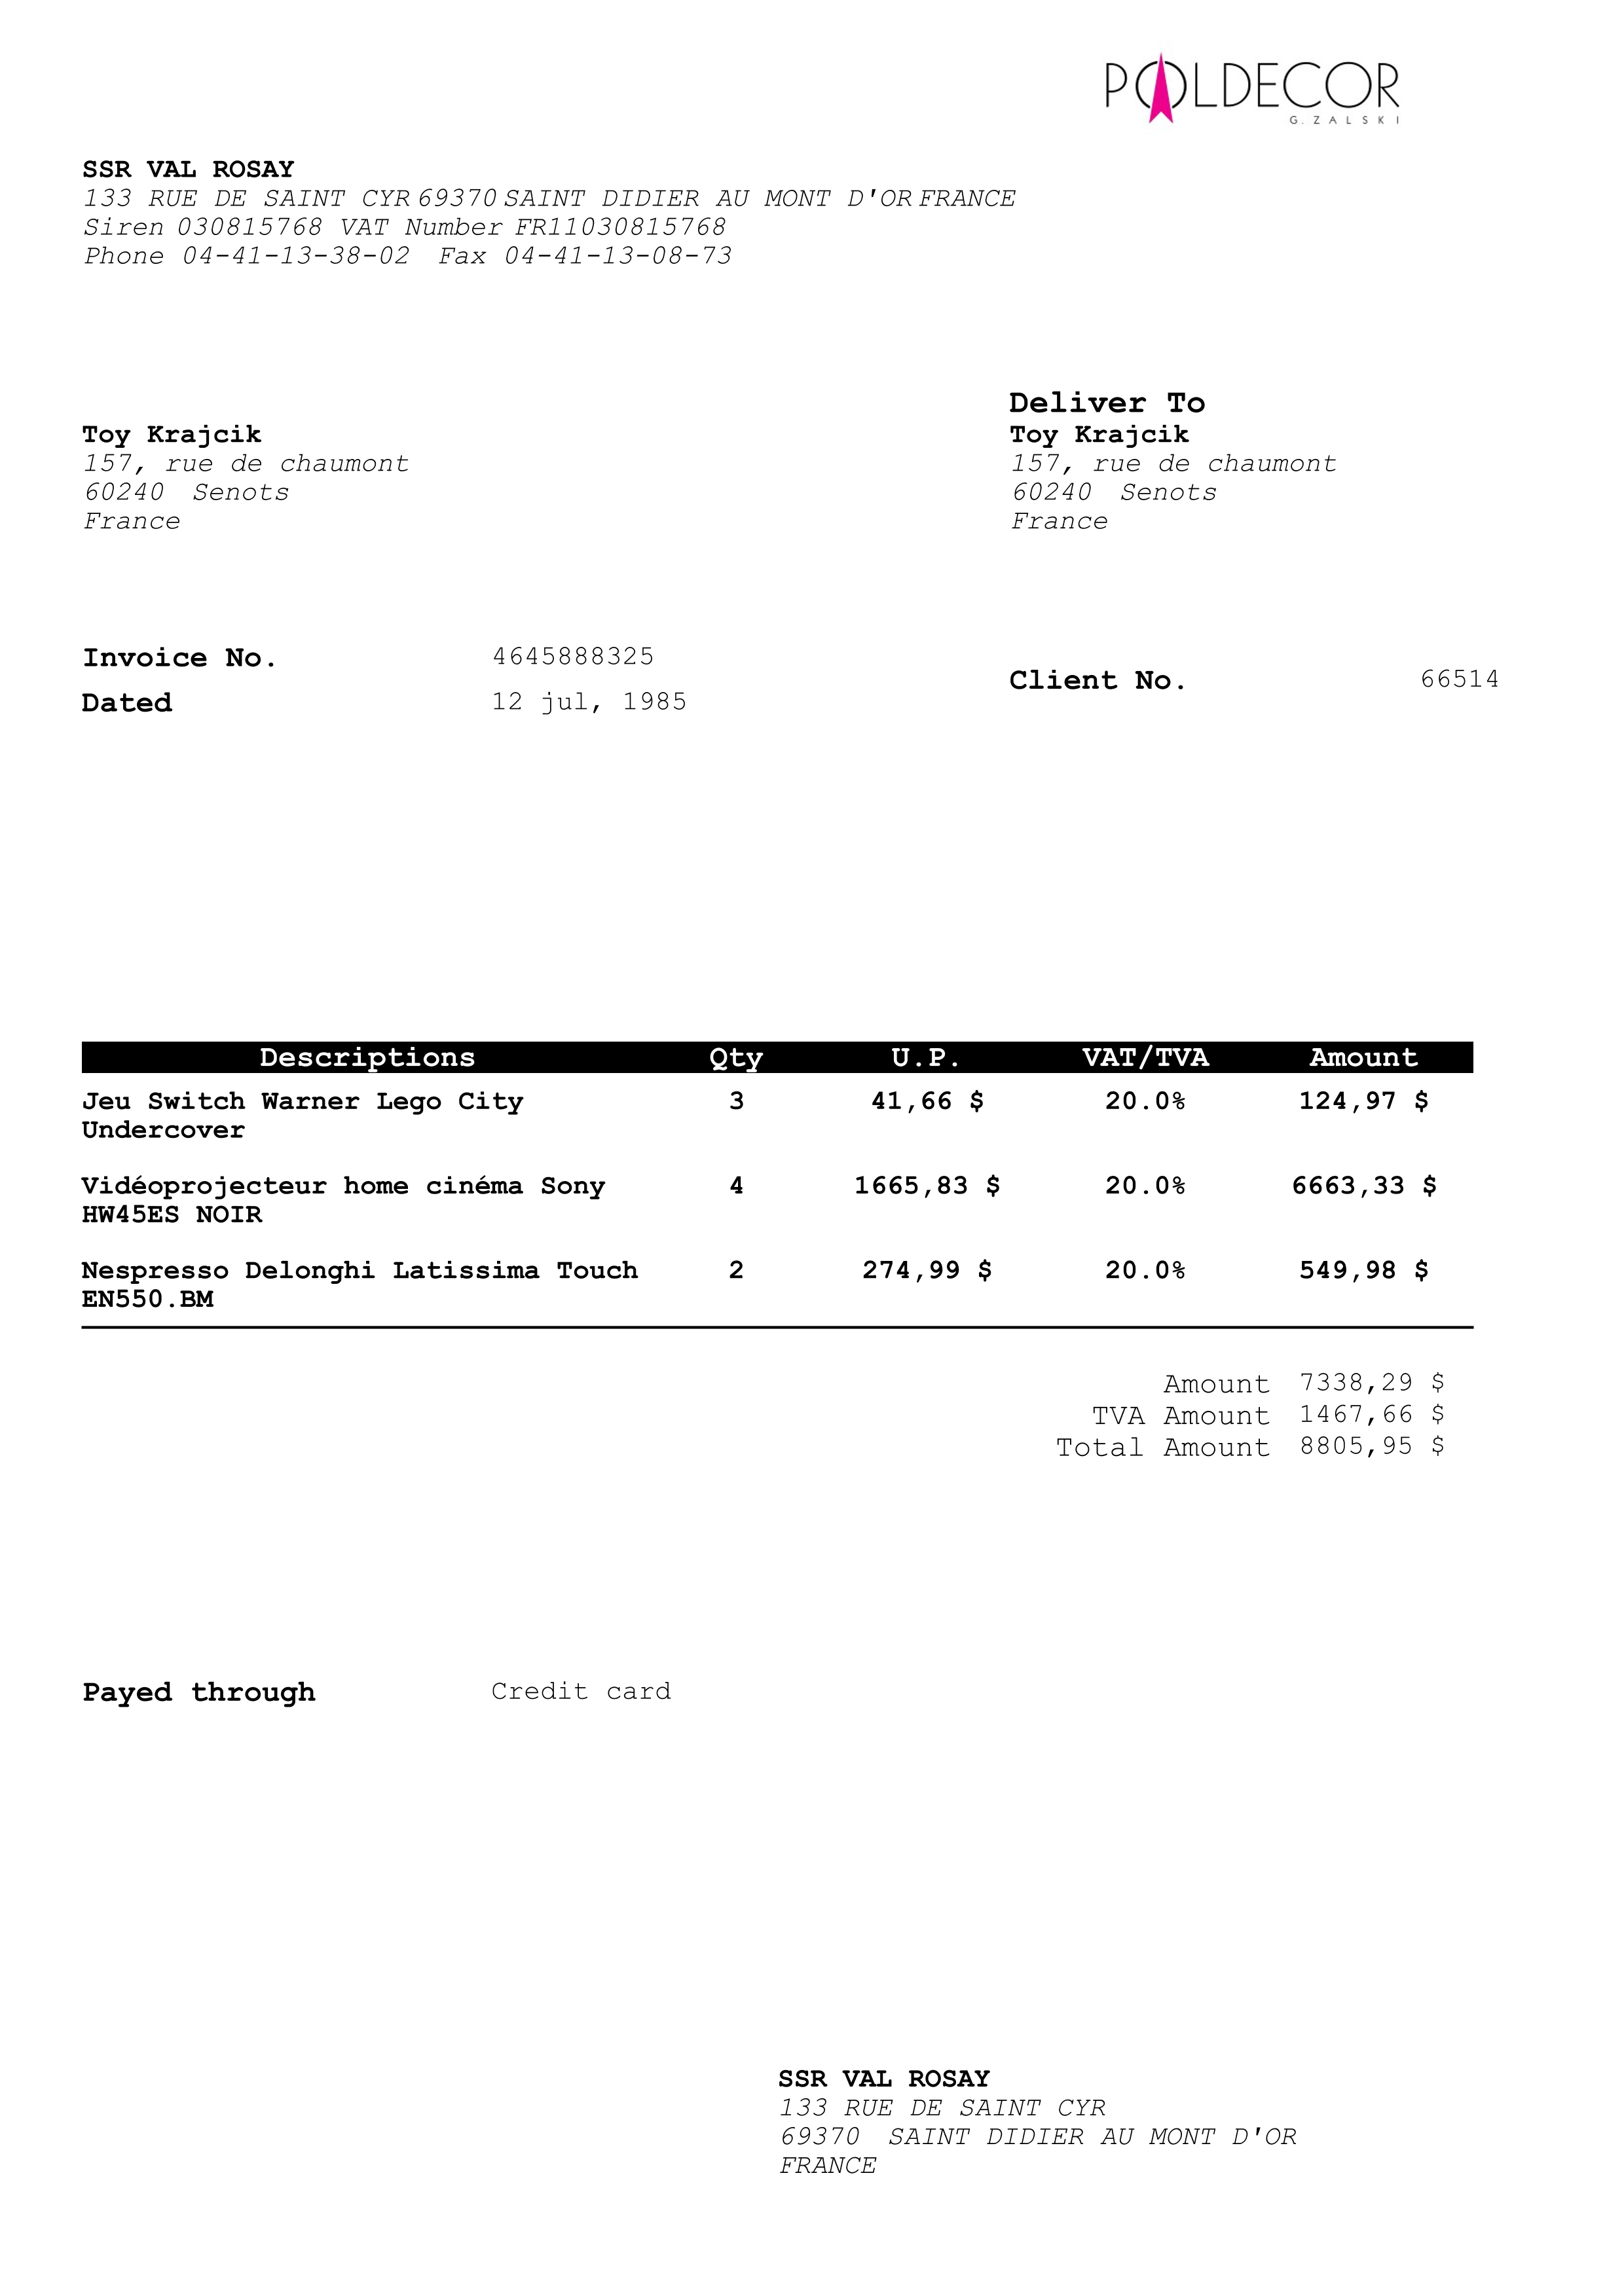 POLDECOR
G. ZALSKI
SSR VAL ROSAY
133 RUE DE SAINT CYR 69370 SAINT DIDIER AU MONT D'OR FRANCE
Siren 030815768 VAT Number FR11030815768
Phone 04-41-13-38-02 Fax 04-41-13-08-73
Toy Krajcik
157, rue de chaumont
60240 Senots
France
Deliver To
Toy Krajcik
157, rue de chaumont
60240 Senots
France
Invoice No. 4645888325
Dated 12 jul, 1985
Client No. 66514
Descriptions Qty U.P. VAT/TVA Amount
Jeu Switch Warner Lego City 3 41,66 $ 20.0% 124,97 $
Undercover
Vidéoprojecteur home cinéma Sony 4 1665,83 $ 20.0% 6663,33 $
HW45ES NOIR
Nespresso Delonghi Latissima Touch 2 274,99 $ 20.0% 549,98 $
EN550.BM
Amount 7338,29 $
TVA Amount 1467,66 $
Total Amount 8805,95 $
Payed through Credit card
SSR VAL ROSAY
133 RUE DE SAINT CYR
69370 SAINT DIDIER AU MONT D'OR
FRANCE